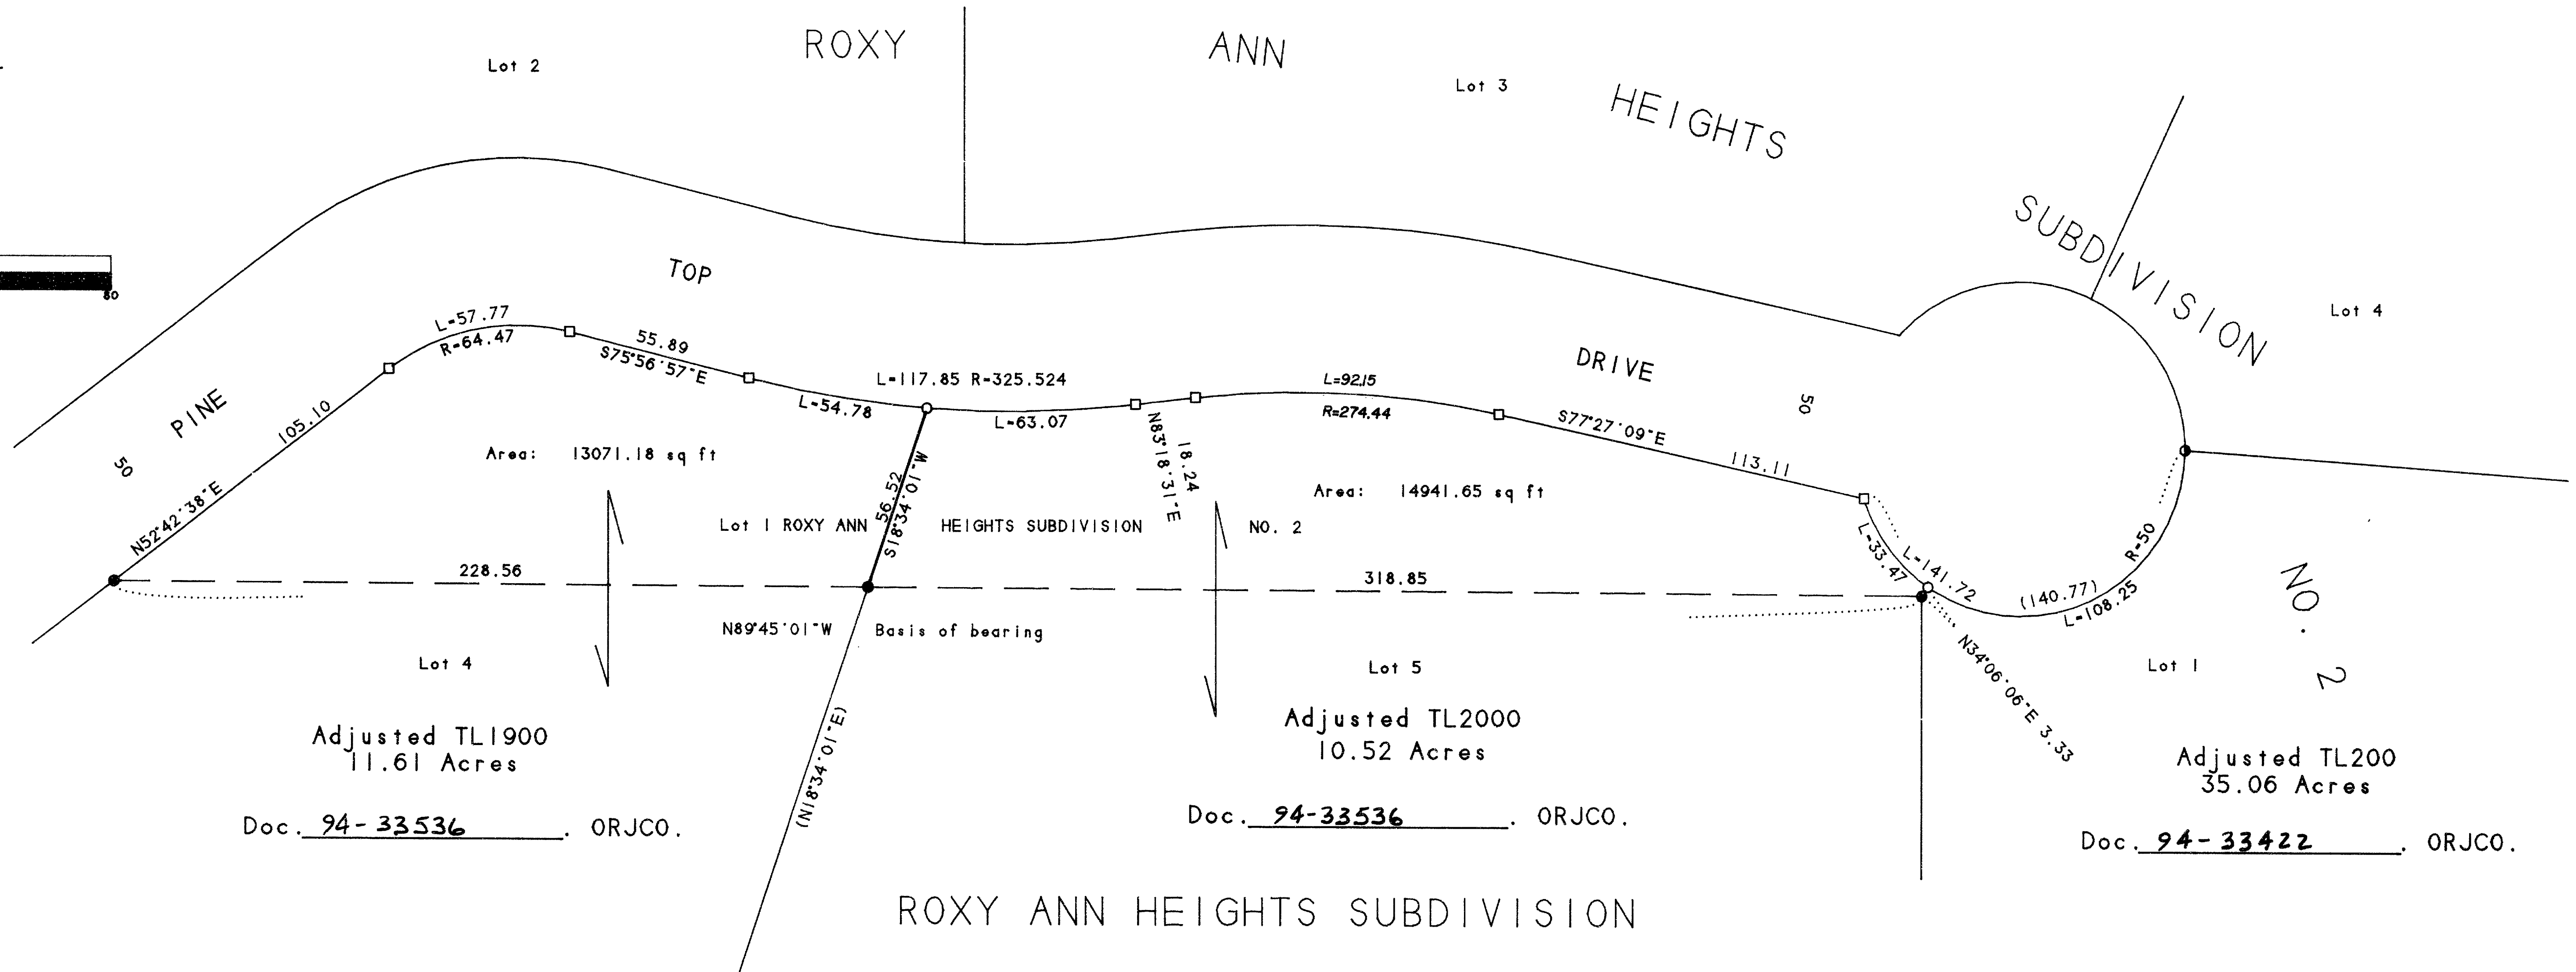 ROXY ANN
HEIGHTS
SUBDIVISION
NO. 2
Lot 2
Lot 3
Lot 4
80
PINE
TOP
DRIVE
50
50
N52°42'38"E
105.10
L=57.77
R=64.47
55.89
S75°56'57"E
L=117.85 R=325.524
L=54.78
L=63.07
N83°18'31"E
18.24
L=92.15
R=274.44
S77°27'09"E
113.11
L=33.47
L=141.72
(140.77)
L=108.25
R=50
Area: 13071.18 sq ft
56.52
S18°34'01"W
Area: 14941.65 sq ft
Lot 1 ROXY ANN HEIGHTS SUBDIVISION NO. 2
228.56
318.85
N89°45'01"W Basis of bearing
N34°06'06"E 3.33
(N18°34'01"E)
Lot 4
Adjusted TL1900
11.61 Acres
Doc. 94-33536. ORJCO.
Lot 5
Adjusted TL2000
10.52 Acres
Doc. 94-33536. ORJCO.
Lot 1
Adjusted TL200
35.06 Acres
Doc. 94-33422. ORJCO.
ROXY ANN HEIGHTS SUBDIVISION